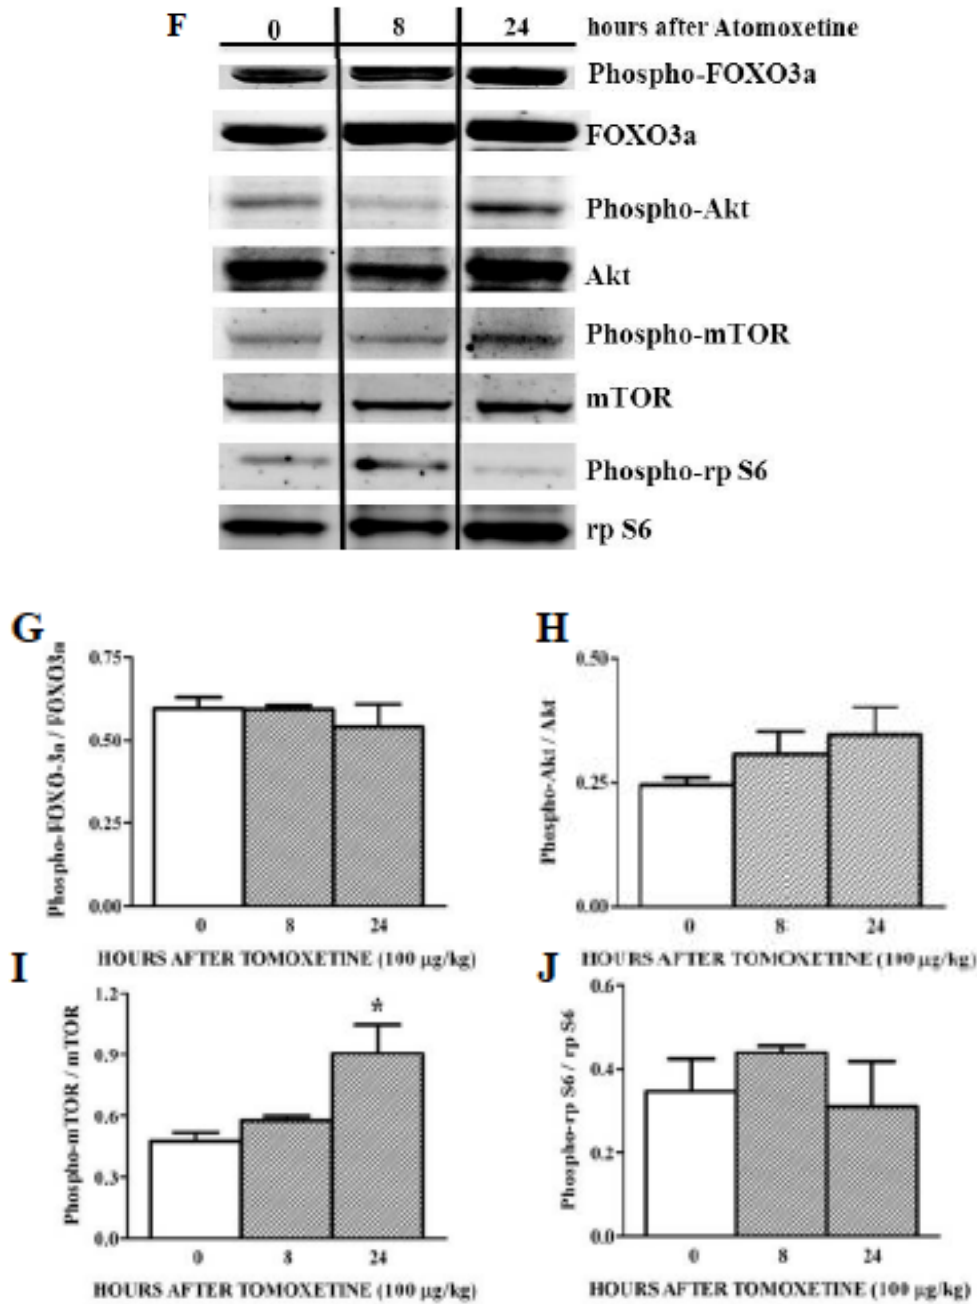 F
0 8 24 hours after Atomoxetine
Phospho-FOXO3a
FOXO3a
Phospho-Akt
Akt
Phospho-mTOR
mTOR
Phospho-rp S6
rp S6
G
Phospho-FOXO-3a / FOXO3a
0.75
0.50
0.25
0.00
0 8 24
HOURS AFTER TOMOXETINE (100 µg/kg)
H
Phospho-Akt / Akt
0.50
0.25
0.00
0 8 24
HOURS AFTER TOMOXETINE (100 µg/kg)
I
Phospho-mTOR / mTOR
1.2
0.9
0.6
0.3
0.0
*
0 8 24
HOURS AFTER TOMOXETINE (100 µg/kg)
J
Phospho-rp S6 / rp S6
0.6
0.4
0.2
0.0
0 8 24
HOURS AFTER TOMOXETINE (100 µg/kg)